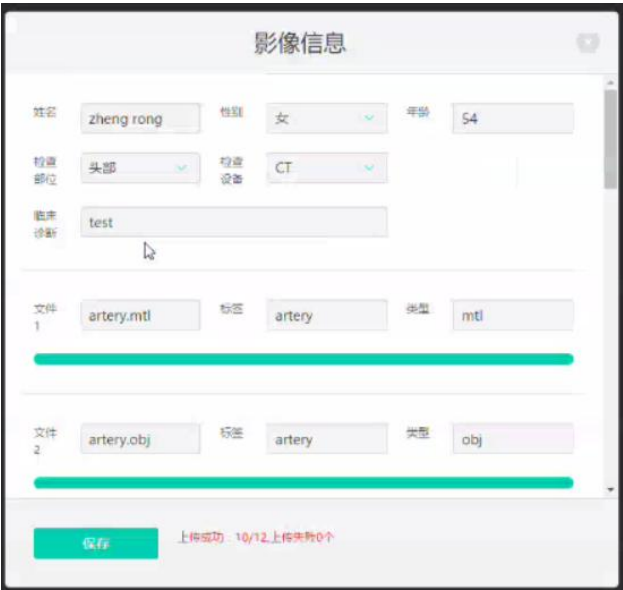 影像信息
姓名 zheng rong 性别 女 年龄 54
检查部位 头部 检查设备 CT
临床诊断 test
文件1 artery.mtl 标签 artery 类型 mtl
文件2 artery.obj 标签 artery 类型 obj
保存 上传成功：10/12,上传失败0个